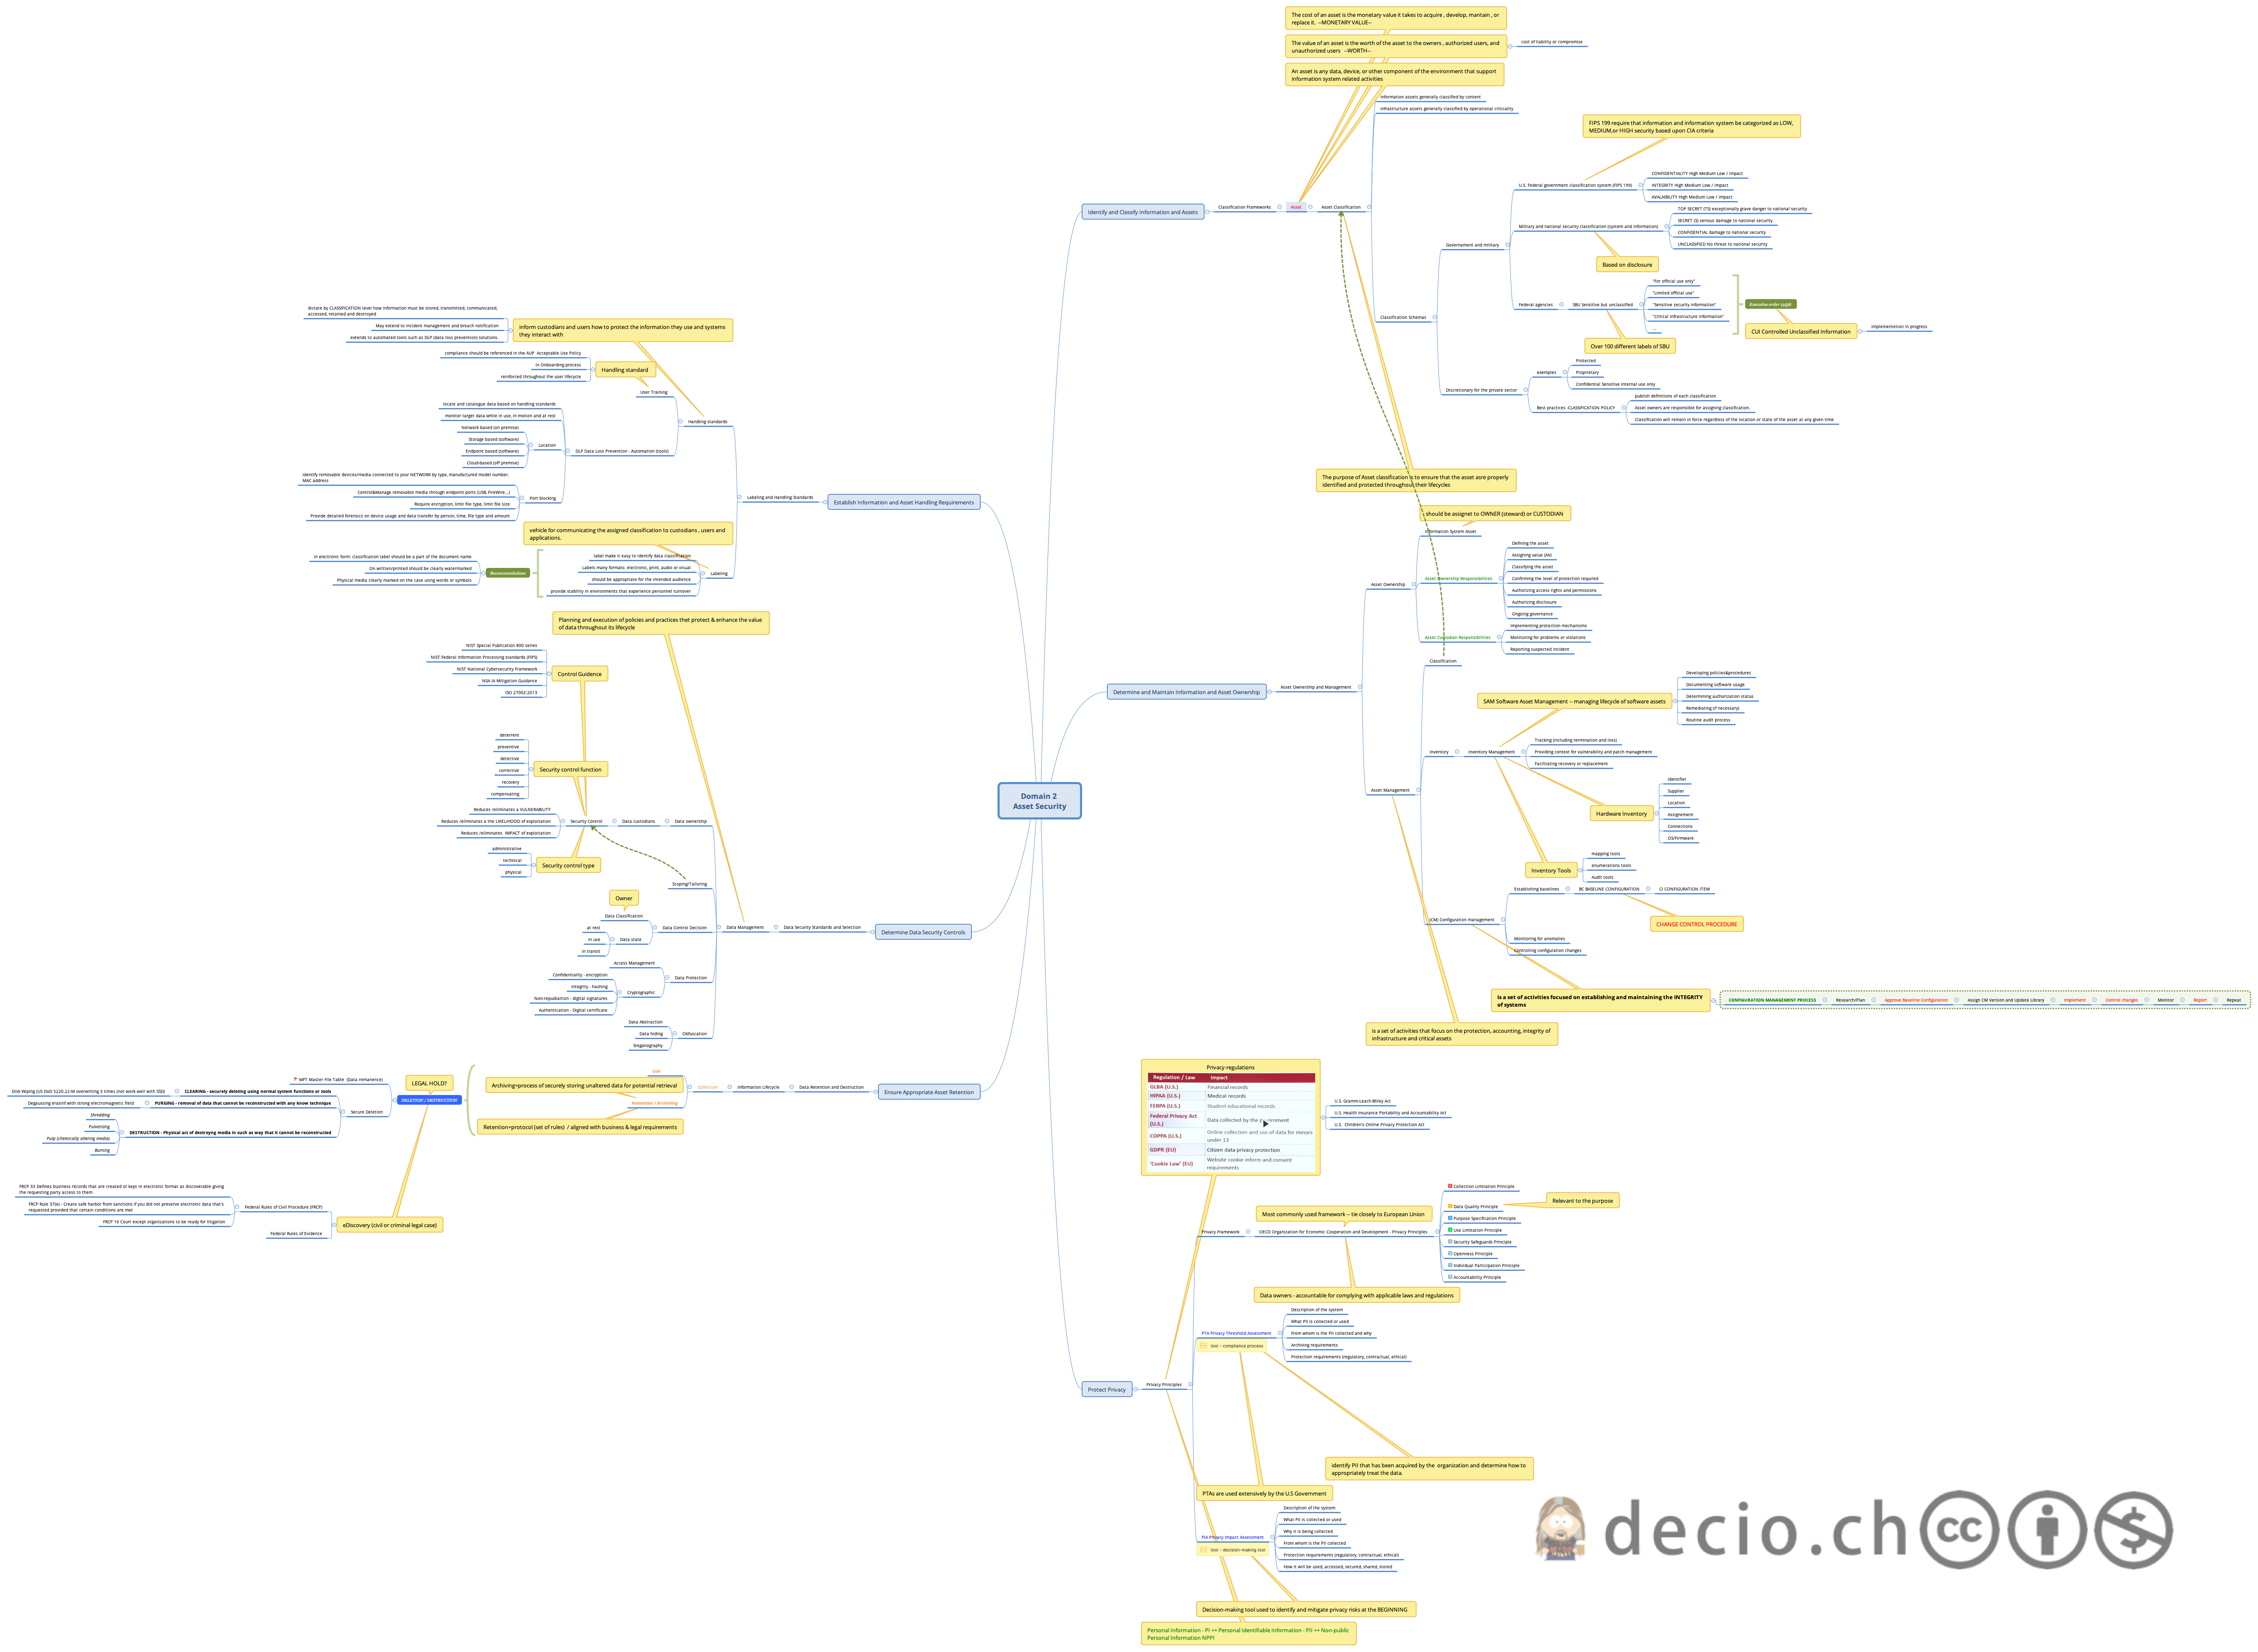 Domain 2
Asset Security
Identify and Classify Information and Assets
Classification Frameworks
Asset
The cost of an asset is the monetary value it takes to acquire , develop, mantain , or
replace it. --MONETARY VALUE--
The value of an asset is the worth of the asset to the owners , authorized users, and
unauthorized users --WORTH--
cost of liability or compromise
An asset is any data, device, or other component of the environment that support
information system related activities
Asset Classification
Information assets generally classified by content
Infrastructure assets generally classified by operational criticality
Classification Schemas
Governament and military
FIPS 199 require that information and information system be categorized as LOW,
MEDIUM,or HIGH security based upon CIA criteria
U.S. Federal government classification system (FIPS 199)
CONFIDENTIALITY High Medium Low / impact
INTEGRITY High Medium Low / impact
AVALAIBILITY High Medium Low / impact
Military and national security classification (system and information)
TOP SECRET (TS) exceptionally grave danger to national security
SECRET (S) serious damage to national security
CONFIDENTIAL damage to national security
UNCLASSIFIED No threat to national security
Based on disclosure
Federal agencies
SBU Sensitive but unclassified
"For official use only"
"Limited official use"
"Sensitive security information"
"Critical infrastructure information"
...
Executive order 13556
CUI Controlled Unclassified Information
implementation in progress
Over 100 different labels of SBU
Discretionary for the private sector
exemples
Protected
Proprietary
Confidential Sensitive Internal use only
Best practices -CLASSIFICATION POLICY
publish definitions of each classification
Asset owners are responsible for assigning classification.
Classification will remain in force regardless of the location or state of the asset at any given time
The purpose of Asset classification is to ensure that the asset asre properly
identified and protected throughout their lifecycles
Determine and Maintain Information and Asset Ownership
Asset Ownership and Management
Asset Ownership
should be assignet to OWNER (steward) or CUSTODIAN
Information System Asset
Asset Ownership Responsibilities
Defining the asset
Assigning value (AV)
Classifying the asset
Confirming the level of protection required
Authorizing access rights and permissions
Authorizing disclosure
Ongoing governance
Asset Custodian Responsibilities
Implementing protection mechanisms
Monitoring for problems or violations
Reporting suspected incident
Asset Management
Classification
Inventory
Inventory Management
SAM Software Asset Management -- managing lifecycle of software assets
Developing policies&procedures
Documenting software usage
Determining authorization status
Remediating (if necessary)
Routine audit process
Tracking (including termination and loss)
Providing context for vulnerability and patch management
Facilitating recovery or replacement
Hardware Inventory
Identifier
Supplier
Location
Assignement
Connections
OS/Firmware
Inventory Tools
mapping tools
enumerations tools
Audit tools
(CM) Configuration management
Establishing baselines
BC BASELINE CONFIGURATION
CI CONFIGURATION ITEM
CHANGE CONTROL PROCEDURE
Monitoring for anomalies
Controlling configuration changes
is a set of activities focused on establishing and maintaining the INTEGRITY
of systems
CONFIGURATION MANAGEMENT PROCESS
Research/Plan
Approve Baseline Configuration
Assign CM Version and Update Library
Implement
Control changes
Monitor
Report
Repeat
is a set of activities that focus on the protection, accounting, integrity of
infrastructure and critical assets
Protect Privacy
Privacy Principles
Privacy-regulations
Regulation / Law Impact
GLBA (U.S.) Financial records
HIPAA (U.S.) Medical records
FERPA (U.S.) Student educational records
Federal Privacy Act
(U.S.)
Data collected by the government
COPPA (U.S.)
Online collection and use of data for minors
under 13
GDPR (EU) Citizen data privacy protection
'Cookie Law' (EU)
Website cookie inform and consent
requirements
U.S. Gramm-Leach-Bliley Act
U.S. Health Insurance Portability and Accountability Act
U.S. Children's Online Privacy Protection Act
Privacy Framework
Most commonly used framework -- tie closely to European Union
OECD Organization for Economic Cooperation and Development - Privacy Principles
Collection Limitation Principle
Data Quality Principle
Relevant to the purpose
Purpose Specification Principle
Use Limitation Principle
Security Safeguards Principle
Openness Principle
Individual Participation Principle
Accountability Principle
Data owners - accountable for complying with applicable laws and regulations
PTA Privacy Threshold Assessment
tool - compliance process
Description of the system
What PII is collected or used
From whom is the PII collected and why
Archiving requirements
Protection requirements (regulatory, contractual, ethical)
identify PII that has been acquired by the organization and determine how to
appropriately treat the data.
PTAs are used extensively by the U.S Government
PIA Privacy Impact Assessment
tool - decision-making tool
Description of the system
What PII is collected or used
Why it is being collected
From whom is the PII collected
Protection requirements (regulatory, contractual, ethical)
How it will be used, accessed, secured, shared, stored
Decision-making tool used to identify and mitigate privacy risks at the BEGINNING
Personal Information - PI ++ Personal Identifiable Information - PII ++ Non-public
Personal Information NPPI
Establish Information and Asset Handling Requirements
Labeling and Handling Standards
Handling standards
inform custodians and users how to protect the information they use and systems
they interact with
dictate by CLASSIFICATION level how information must be stored, transmitted, communicated,
accessed, retained and destroyed
May extend to incident management and breach notification
extends to automated tools such as DLP (data loss prevention) solutions.
User Training
Handling standard
compliance should be referenced in the AUP Acceptable Use Policy
in Onboarding process
reinforced throughout the user lifecycle
DLP Data Loss Prevention - Automation (tools)
locate and catalogue data based on handling standards
monitor target data while in use, in motion and at rest
Location
Network based (on premise)
Storage based (software)
Endpoint based (software)
Cloud-based (off premise)
Port blocking
Identify removable devices/media connected to your NETWORK by type, manufactured model number,
MAC address
Control&Manage removable media through endpoint ports (USB, FireWire...)
Require encryption, limit file type, limit file size
Provide detailed forensics on device usage and data transfer by person, time, file type and amount
Labeling
vehicle for communicating the assigned classification to custodians , users and
applications.
label make it easy to identify data classification
Labels many formats: electronic, print, audio or visual
should be appropriate for the intended audience
provide stability in environments that experience personnel turnover
Recommendations
in electronic form: classification label should be a part of the document name
On written/printed should be clearly watermarked
Physical media clearly marked on the case using words or symbols
Determine Data Security Controls
Data Security Standards and Selection
Data Management
Planning and execution of policies and practices thet protect & enhance the value
of data throughout its lifecycle
Data ownership
Data custodians
Security Control
Control Guidence
NIST Special Publication 800 series
NIST Federal Information Processing standards (FIPS)
NIST National Cybersecurity Framework
NSA IA Mitigation Guidance
ISO 27002:2013
Security control function
deterrent
preventive
detective
corrective
recovery
compensating
Reduces /eliminates a VULNERABILITY
Reduces /eliminates a the LIKELIHOOD of exploitation
Reduces /eliminates IMPACT of exploitation
Security control type
administrative
technical
physical
Scoping/Tailoring
Data Control Decision
Owner
Data Classification
Data state
at rest
in use
in transit
Data Protection
Access Management
Cryptographic
Confidentiality - encryption
Integrity - hashing
Non-repudtaition - digital signatures
Authentication - Digital certificate
Obfuscation
Data Abstraction
Data hiding
Steganography
Ensure Appropriate Asset Retention
Data Retention and Destruction
Information Lifecycle
Collection
Use
Archiving=process of securely storing unaltered data for potential retrieval
Retention / Archiving
Retention=protocol (set of rules) / aligned with business & legal requirements
LEGAL HOLD?
DELETION / DESTRUCTION
MFT Master File Table (Data remanence)
Secure Deletion
CLEARING - securely deleting using normal system functions or tools
Disk Wiping (US DoD 5220.22-M overwriting 3 times (not work well with SSD)
PURGING - removal of data that cannot be reconstructed with any know technique
Degaussing erasinf with strong electromagnetic field
DESTRUCTION - Physical act of destroyng media in such as way that it cannot be reconstructed
Shredding
Pulverizing
Pulp (chemically altering media)
Burning
eDiscovery (civil or criminal legal case)
Federal Rules of Civil Procedure (FRCP)
FRCP 33 Defines business records that are created or kept in electronic format as discoverable giving
the requesting party access to them
FRCP Rule 37(e) - Create safe harbor from sanctions if you did not preserve electronic data that's
requested provided that certain conditions are met
FRCP 16 Court except organizations to be ready for litigation
Federal Rules of Evidence
decio.ch
cc